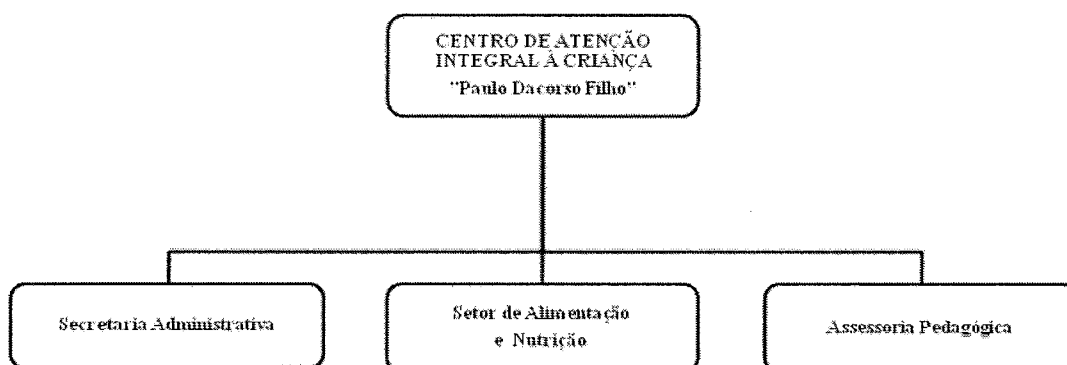 CENTRO DE ATENÇÃO
INTEGRAL À CRIANÇA
"Paulo Dacorso Filho"
Secretaria Administrativa
Setor de Alimentação
e Nutrição
Assessoria Pedagógica